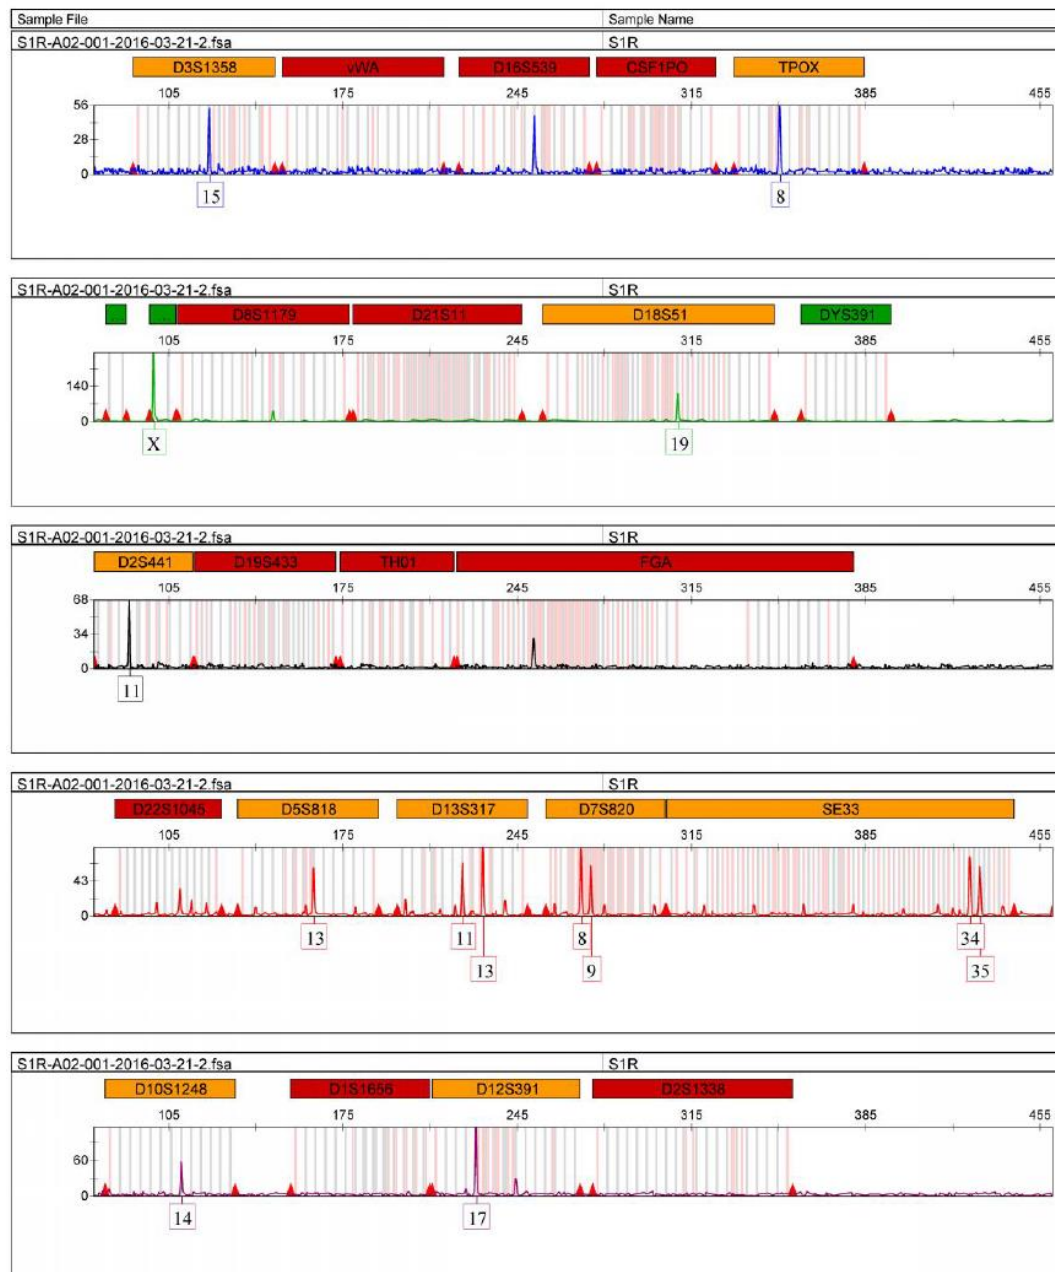 Sample File Sample Name
S1R-A02-001-2016-03-21-2.fsa S1R
D3S1358 vWA D16S539 CSF1PO TPOX
105 175 245 315 385 455
56
28
0
15 8
S1R-A02-001-2016-03-21-2.fsa S1R
D8S1179 D21S11 D18S51 DYS391
105 175 245 315 385 455
140
0
X 19
S1R-A02-001-2016-03-21-2.fsa S1R
D2S441 D19S433 TH01 FGA
105 175 245 315 385 455
68
34
0
11
S1R-A02-001-2016-03-21-2.fsa S1R
D22S1045 D5S818 D13S317 D7S820 SE33
105 175 245 315 385 455
43
0
13 11 8 34
13 9 35
S1R-A02-001-2016-03-21-2.fsa S1R
D10S1248 D1S1656 D12S391 D2S1338
105 175 245 315 385 455
60
0
14 17